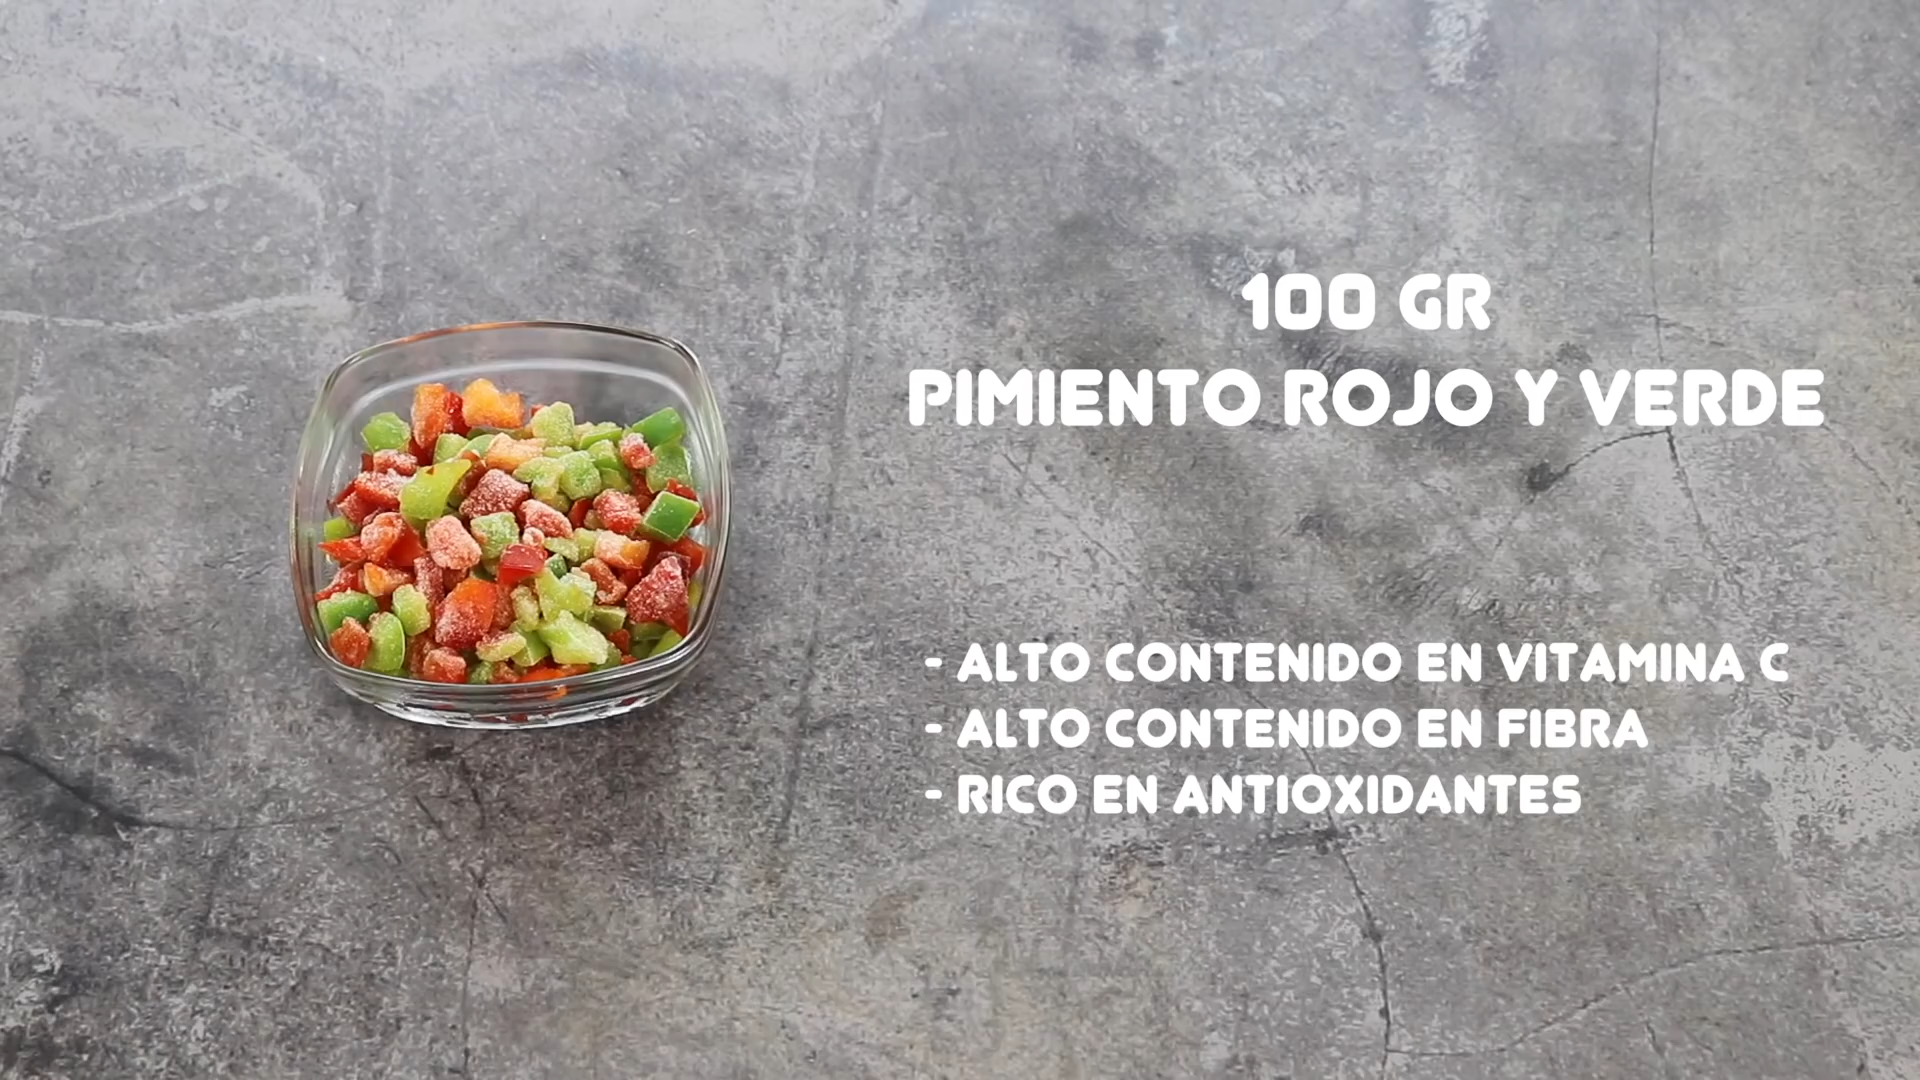 100 GR
PIMIENTO ROJO Y VERDE
- ALTO CONTENIDO EN VITAMINA C
- ALTO CONTENIDO EN FIBRA
- RICO EN ANTIOXIDANTES